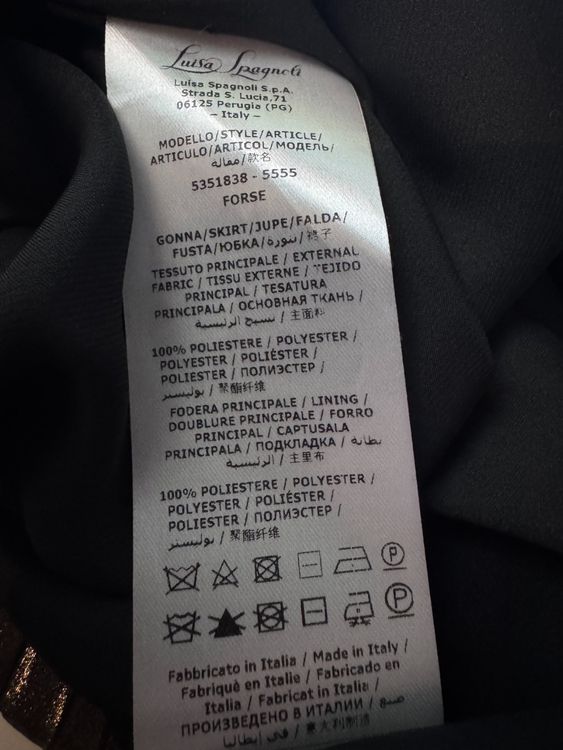 Luisa Spagnoli
Luisa Spagnoli S.p.A.
Strada S. Lucia,71
06125 Perugia (PG)
– Italy –
MODELLO/STYLE/ARTICLE/
ARTICULO/ARTICOL/МОДЕЛЬ/
مقالة/款名
5351838 - 5555
FORSE
GONNA/SKIRT/JUPE/FALDA/
FUSTA/ЮБКА/تنورة/裙子
TESSUTO PRINCIPALE / EXTERNAL
FABRIC / TISSU EXTERNE / TEJIDO
PRINCIPAL / TESATURA
PRINCIPALA / ОСНОВНАЯ ТКАНЬ /
نسيج الرئيسية / 主面料
100% POLIESTERE / POLYESTER /
POLYESTER / POLIÉSTER /
POLIESTER / ПОЛИЭСТЕР /
بوليستر / 聚酯纤维
FODERA PRINCIPALE / LINING /
DOUBLURE PRINCIPALE / FORRO
PRINCIPAL / CAPTUSALA
PRINCIPALA / ПОДКЛАДКА / بطانة
الرئيسية / 主里布
100% POLIESTERE / POLYESTER /
POLYESTER / POLIÉSTER /
POLIESTER / ПОЛИЭСТЕР /
بوليستر / 聚酯纤维
P
P
Fabbricato in Italia / Made in Italy /
Fabriqué en Italie / Fabricado en
Italia / Fabricat in Italia /
ПРОИЗВЕДЕНО В ИТАЛИИ / صنع
في إيطاليا / 意大利制造